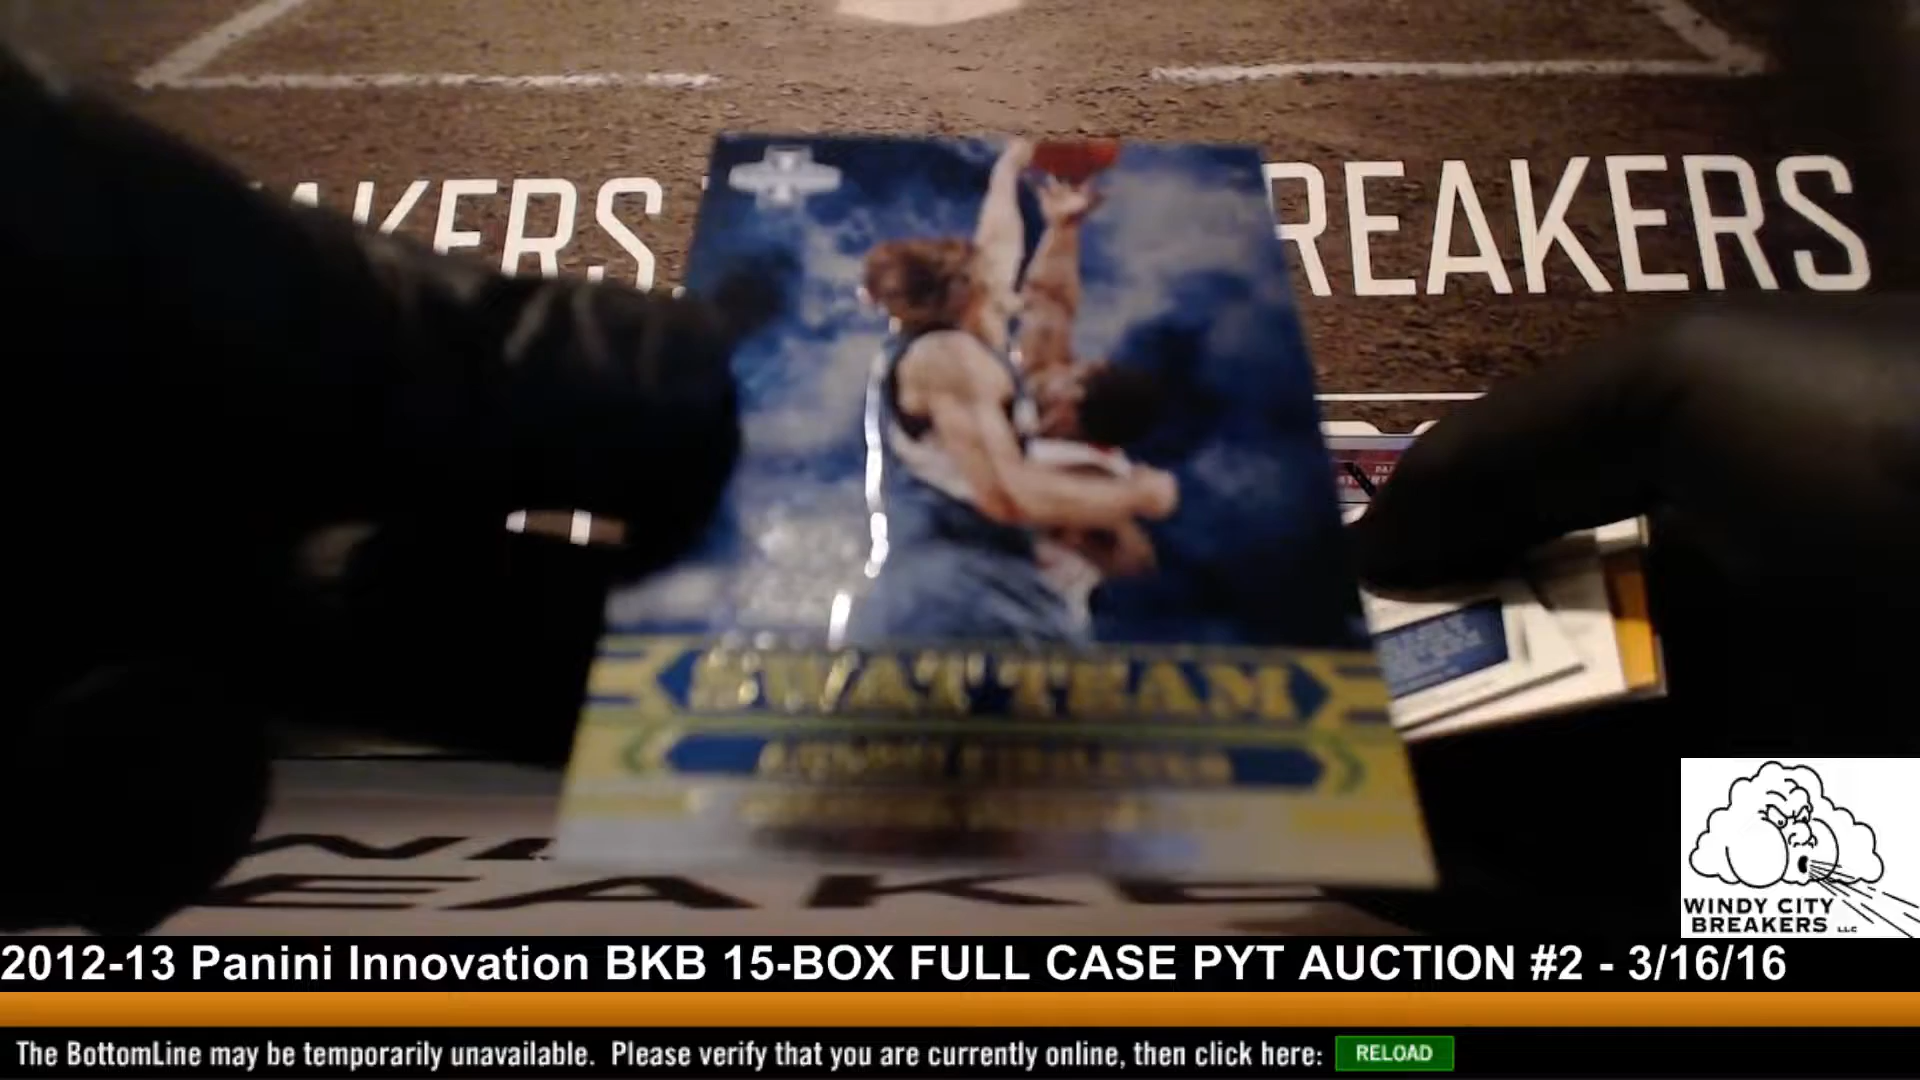 AKERS
REAKERS
SWAT TEAM
WINDY CITY
BREAKERS LLC
2012-13 Panini Innovation BKB 15-BOX FULL CASE PYT AUCTION #2 - 3/16/16
The BottomLine may be temporarily unavailable. Please verify that you are currently online, then click here: RELOAD